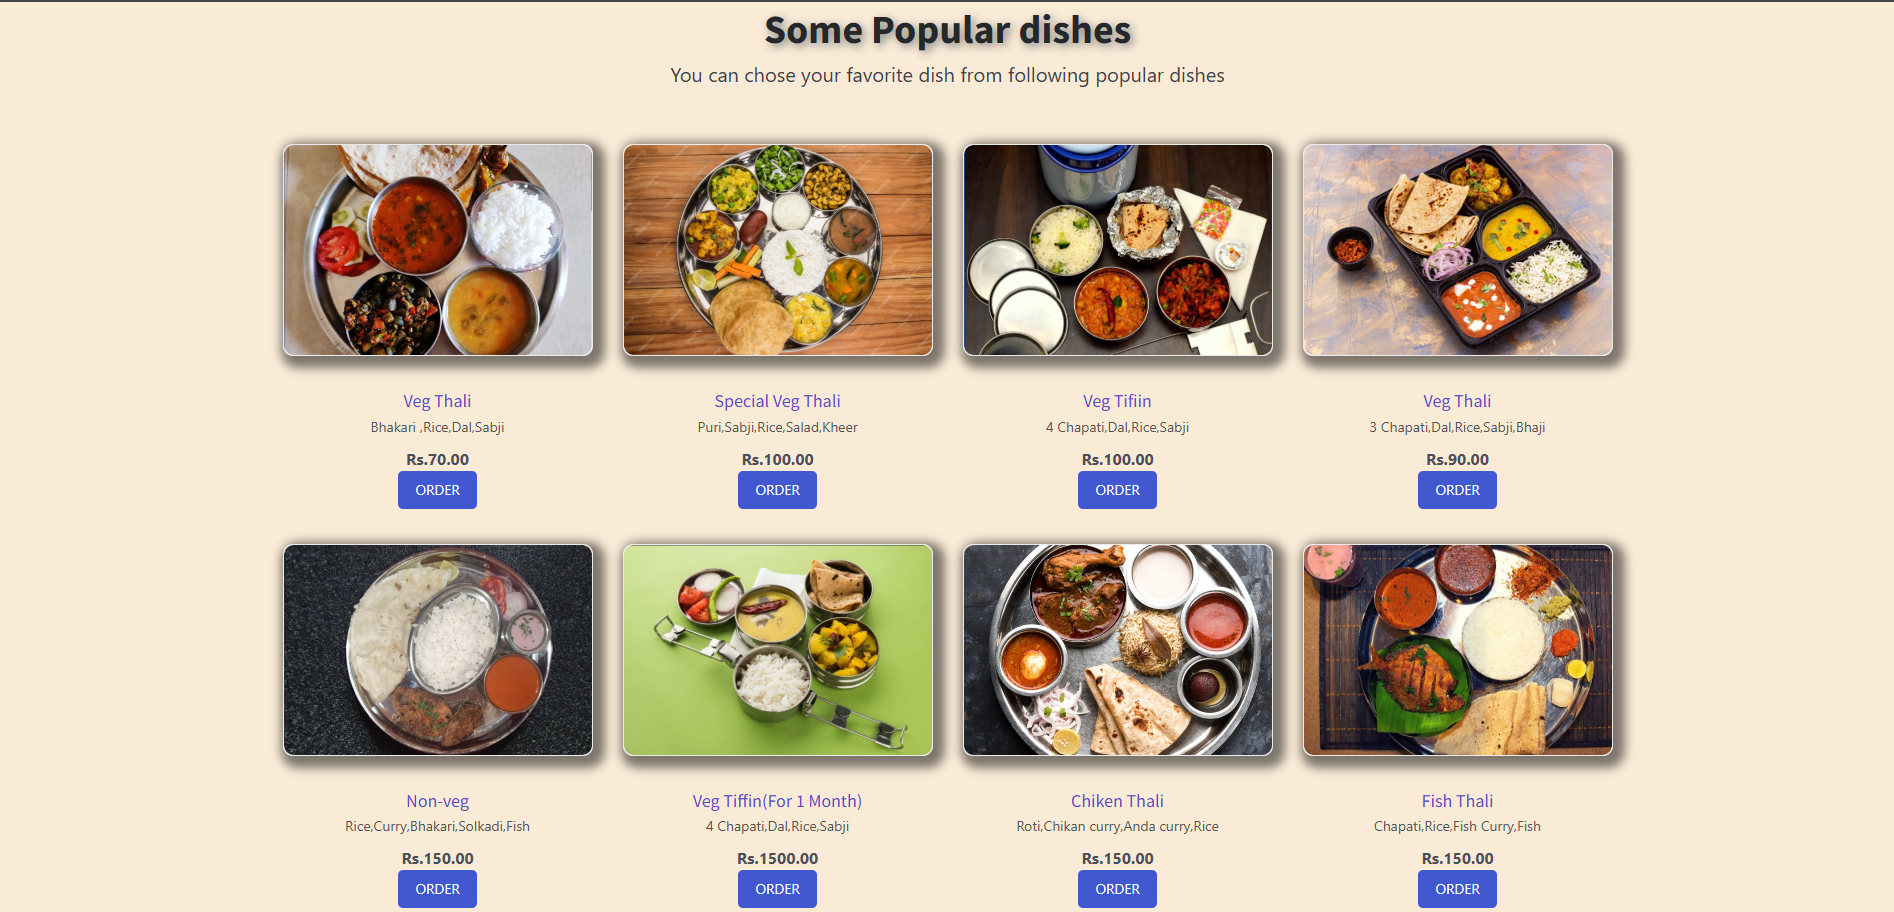 Some Popular dishes
You can chose your favorite dish from following popular dishes
Veg Thali
Bhakari ,Rice,Dal,Sabji
Rs.70.00
ORDER
Special Veg Thali
Puri,Sabji,Rice,Salad,Kheer
Rs.100.00
ORDER
Veg Tifiin
4 Chapati,Dal,Rice,Sabji
Rs.100.00
ORDER
Veg Thali
3 Chapati,Dal,Rice,Sabji,Bhaji
Rs.90.00
ORDER
Non-veg
Rice,Curry,Bhakari,Solkadi,Fish
Rs.150.00
ORDER
Veg Tiffin(For 1 Month)
4 Chapati,Dal,Rice,Sabji
Rs.1500.00
ORDER
Chiken Thali
Roti,Chikan curry,Anda curry,Rice
Rs.150.00
ORDER
Fish Thali
Chapati,Rice,Fish Curry,Fish
Rs.150.00
ORDER